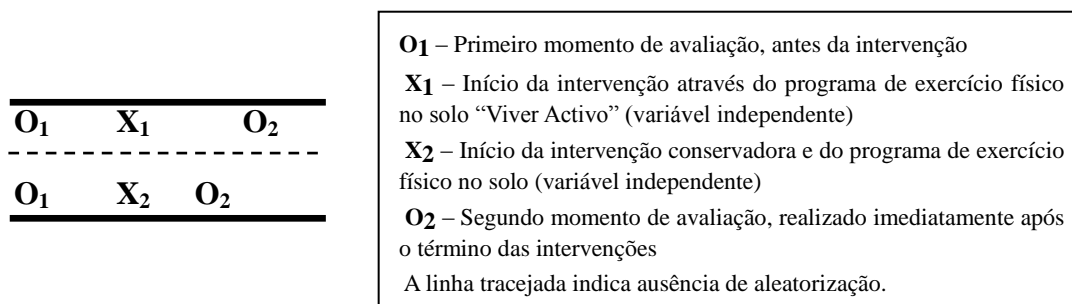 O1 X1 O2
O1 X2 O2
O1 – Primeiro momento de avaliação, antes da intervenção
X1 – Início da intervenção através do programa de exercício físico
no solo “Viver Activo” (variável independente)
X2 – Início da intervenção conservadora e do programa de exercício
físico no solo (variável independente)
O2 – Segundo momento de avaliação, realizado imediatamente após
o término das intervenções
A linha tracejada indica ausência de aleatorização.